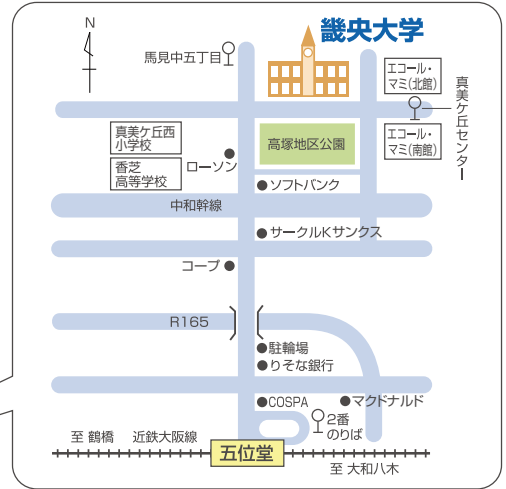 N
畿央大学
馬見中五丁目
エコール・
マミ(北館)
真美ケ丘センター
エコール・
マミ(南館)
真美ケ丘西
小学校
高塚地区公園
香芝
高等学校
ローソン
ソフトバンク
中和幹線
サークルKサンクス
コープ
R165
駐輪場
りそな銀行
COSPA
マクドナルド
2番
のりば
至 鶴橋
近鉄大阪線
五位堂
至 大和八木